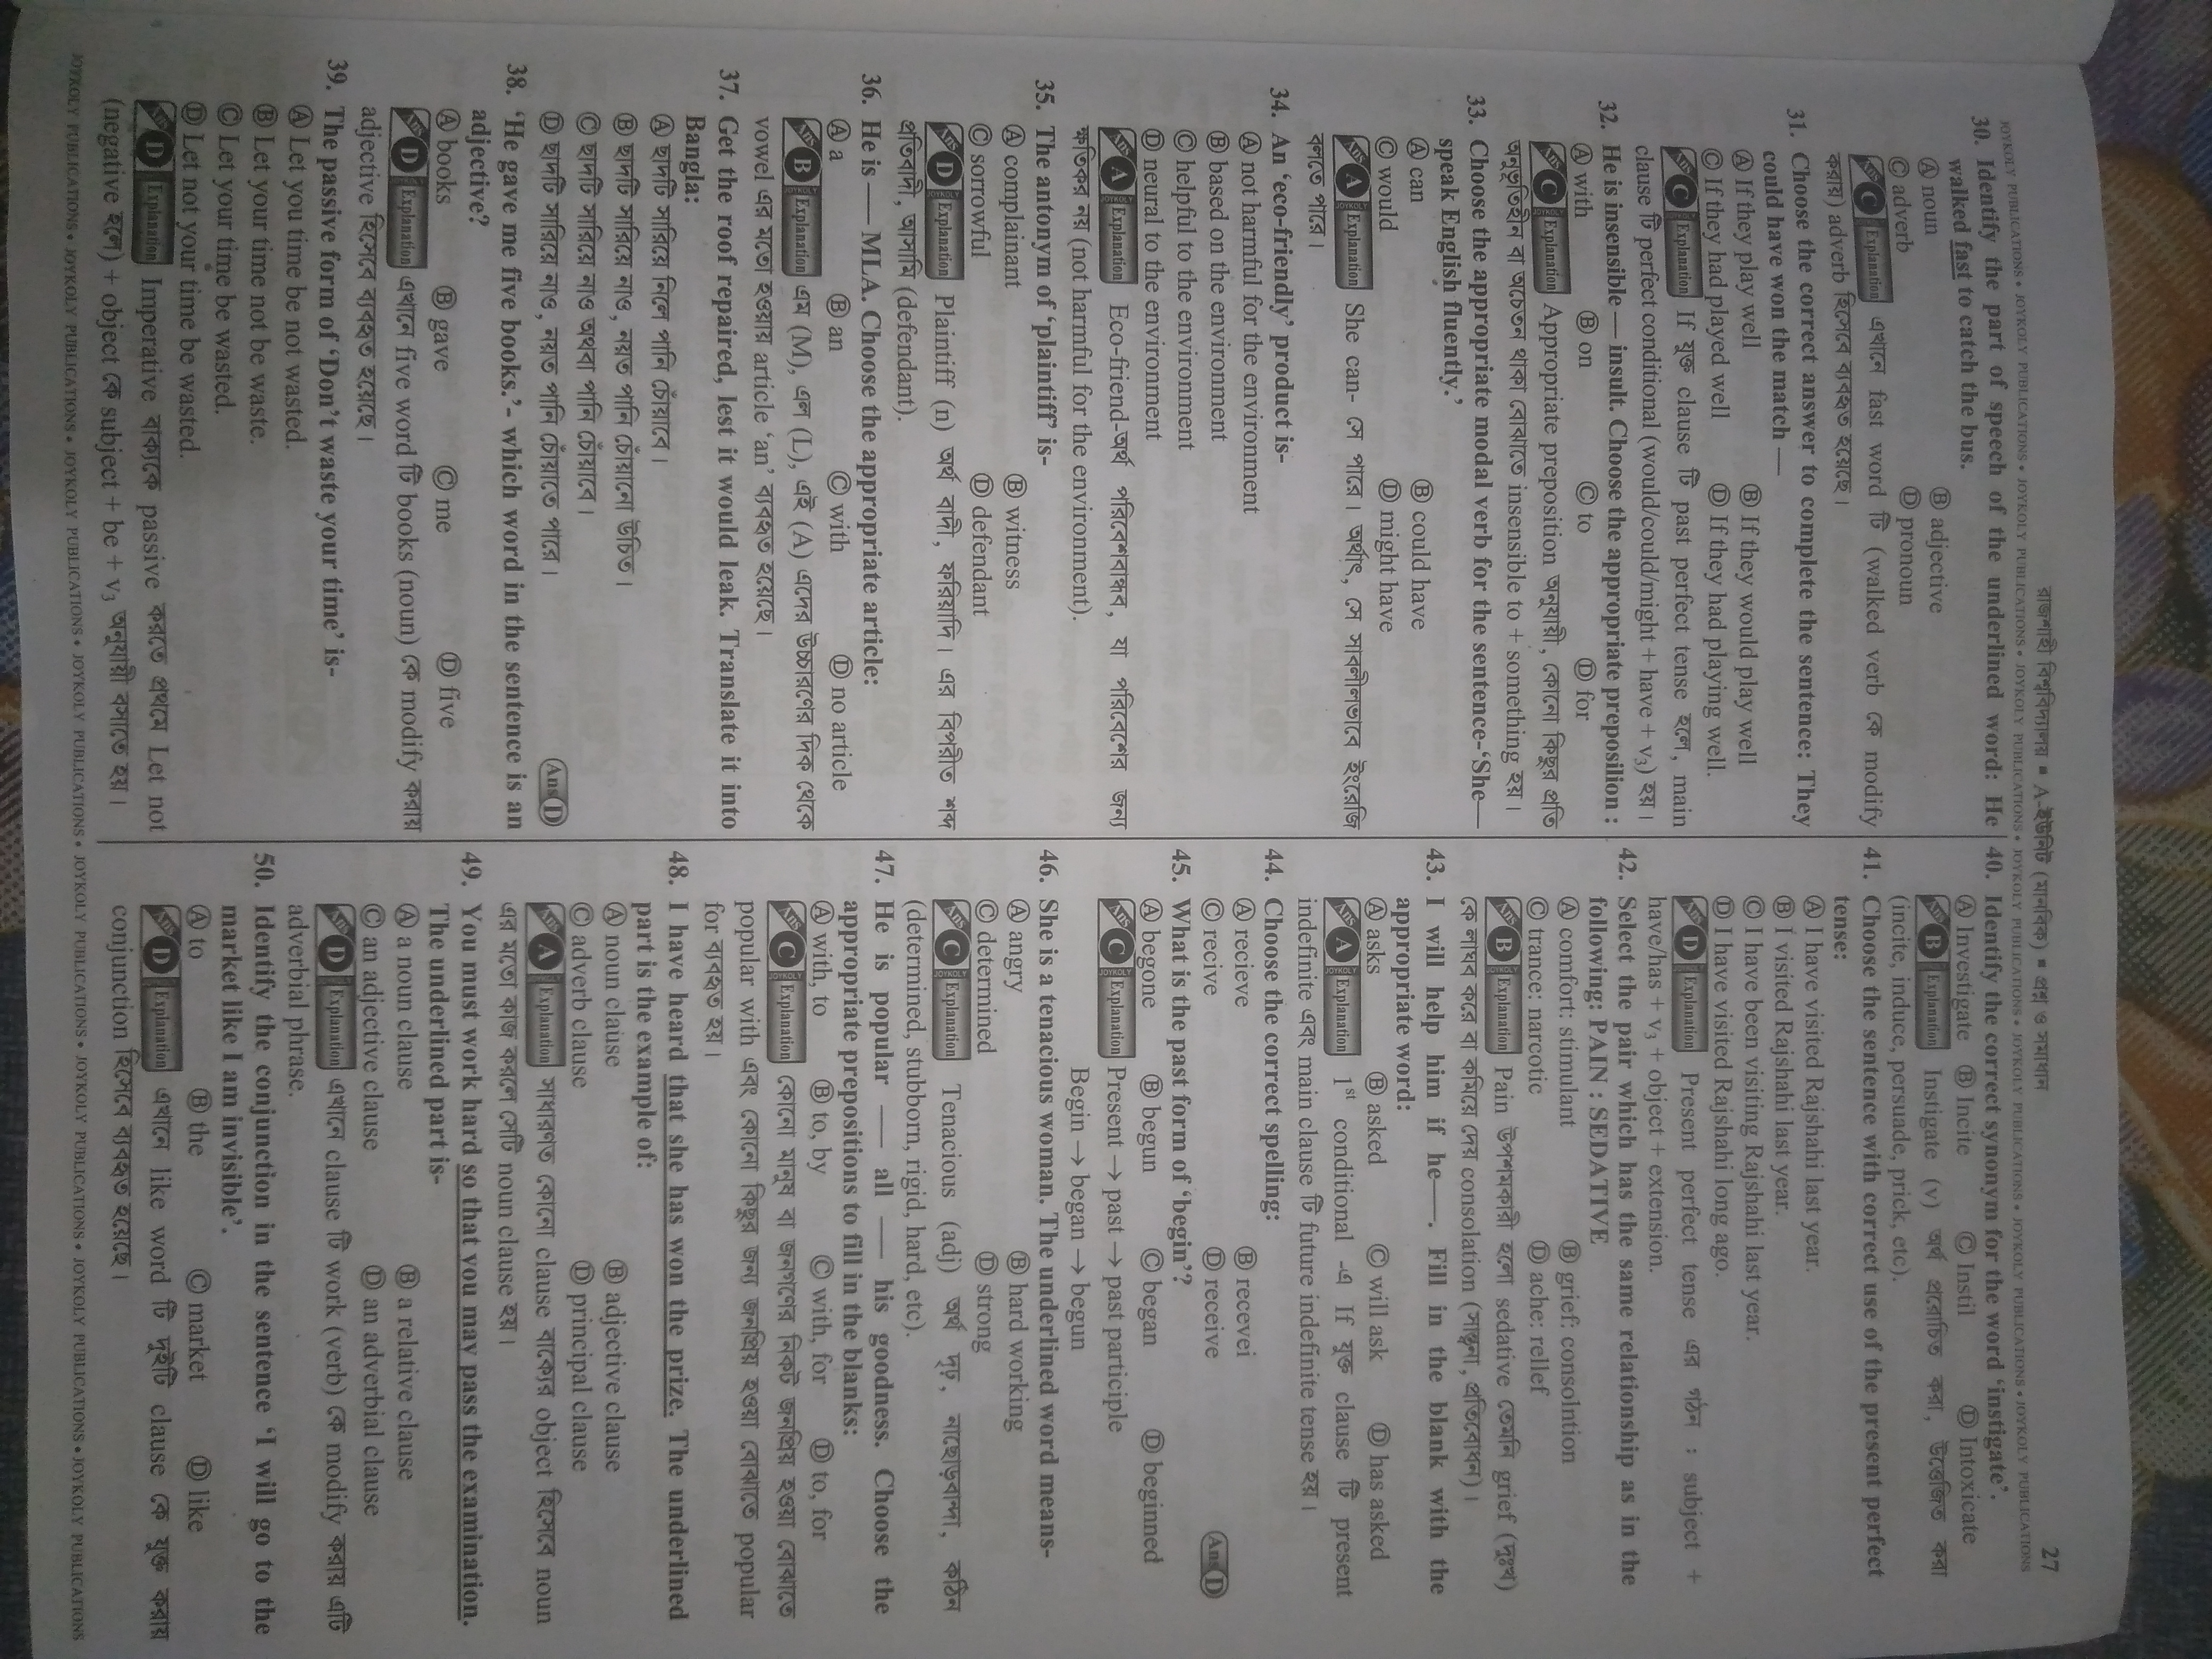 রাজশাহী বিশ্ববিদ্যালয় ▪ A-ইউনিট (মানবিক) ▪ প্রশ্ন ও সমাধান
27
JOYKOLY PUBLICATIONS • JOYKOLY PUBLICATIONS • JOYKOLY PUBLICATIONS • JOYKOLY PUBLICATIONS • JOYKOLY PUBLICATIONS • JOYKOLY PUBLICATIONS • JOYKOLY PUBLICATIONS • JOYKOLY PUBLICATIONS
30. Identify the part of speech of the underlined word: He
walked fast to catch the bus.
Ⓐ noun Ⓑ adjective
Ⓒ adverb Ⓓ pronoun
Ans C Explanation এখানে fast word টি (walked verb কে modify
করায়) adverb হিসেবে ব্যবহৃত হয়েছে।
31. Choose the correct answer to complete the sentence: They
could have won the match —
Ⓐ If they play well Ⓑ If they would play well
Ⓒ If they had played well Ⓓ If they had playing well.
Ans C Explanation If যুক্ত clause টি past perfect tense হলে, main
clause টি perfect conditional (would/could/might + have + v₃) হয়।
32. He is insensible — insult. Choose the appropriate preposilion :
Ⓐ with Ⓑ on Ⓒ to Ⓓ for
Ans C Explanation Appropriate preposition অনুযায়ী, কোনো কিছুর প্রতি
অনুভূতিহীন বা অচেতন থাকা বোঝাতে insensible to + something হয়।
33. Choose the appropriate modal verb for the sentence-‘She—
speak English fluently.’
Ⓐ can Ⓑ could have
Ⓒ would Ⓓ might have
Ans A Explanation She can- সে পারে। অর্থাৎ, সে সাবলীলভাবে ইংরেজি
বলতে পারে।
34. An ‘eco-friendly’ product is-
Ⓐ not harmful for the environment
Ⓑ based on the environment
Ⓒ helpful to the environment
Ⓓ neural to the environment
Ans A Explanation Eco-friend-অর্থ পরিবেশবান্ধব, যা পরিবেশের জন্য
ক্ষতিকর নয় (not harmful for the environment).
35. The antonym of ‘plaintiff’ is-
Ⓐ complainant Ⓑ witness
Ⓒ sorrowful Ⓓ defendant
Ans D Explanation Plaintiff (n) অর্থ বাদী, ফরিয়াদি। এর বিপরীত শব্দ
প্রতিবাদী, আসামি (defendant).
36. He is —— MLA. Choose the appropriate article:
Ⓐ a Ⓑ an Ⓒ with Ⓓ no article
Ans B Explanation এম (M), এল (L), এই (A) এদের উচ্চারণের দিক থেকে
vowel এর মতো হওয়ায় article ‘an’ ব্যবহৃত হয়েছে।
37. Get the roof repaired, lest it would leak. Translate it into
Bangla:
Ⓐ ছাদটি সারিয়ে নিলে পানি চোঁয়াবে।
Ⓑ ছাদটি সারিয়ে নাও, নয়ত পানি চোঁয়ানো উচিত।
Ⓒ ছাদটি সারিয়ে নাও অথবা পানি চোঁয়াবে।
Ⓓ ছাদটি সারিয়ে নাও, নয়ত পানি চোঁয়াতে পারে। Ans D
38. ‘He gave me five books.’- which word in the sentence is an
adjective?
Ⓐ books Ⓑ gave Ⓒ me Ⓓ five
Ans D Explanation এখানে five word টি books (noun) কে modify করায়
adjective হিসেবে ব্যবহৃত হয়েছে।
39. The passive form of ‘Don’t waste your time’ is-
Ⓐ Let you time be not wasted.
Ⓑ Let your time not be waste.
Ⓒ Let your time be wasted.
Ⓓ Let not your time be wasted.
Ans D Explanation Imperative বাক্যকে passive করতে প্রথমে Let not
(negative হলে) + object কে subject + be + v₃ অনুযায়ী বসাতে হয়।
40. Identify the correct synonym for the word ‘instigate’.
Ⓐ Investigate Ⓑ Incite Ⓒ Instil Ⓓ Intoxicate
Ans B Explanation Instigate (v) অর্থ প্ররোচিত করা, উত্তেজিত করা
(incite, induce, persuade, prick, etc).
41. Choose the sentence with correct use of the present perfect
tense:
Ⓐ I have visited Rajshahi last year.
Ⓑ I visited Rajshahi last year.
Ⓒ I have been visiting Rajshahi last year.
Ⓓ I have visited Rajshahi long ago.
Ans D Explanation Present perfect tense এর গঠন : subject +
have/has + v₃ + object + extension.
42. Select the pair which has the same relationship as in the
following: PAIN : SEDATIVE
Ⓐ comfort: stimulant Ⓑ grief: consolntion
Ⓒ trance: narcotic Ⓓ ache: rellef
Ans B Explanation Pain উপশমকারী হলো sedative তেমনি grief (দুঃখ)
কে লাঘব করে বা কমিয়ে দেয় consolation (সান্ত্বনা, প্রতিবোধন)।
43. I will help him if he——. Fill in the blank with the
appropriate word:
Ⓐ asks Ⓑ asked Ⓒ will ask Ⓓ has asked
Ans A Explanation 1st conditional -এ If যুক্ত clause টি present
indefinite এবং main clause টি future indefinite tense হয়।
44. Choose the correct spelling:
Ⓐ recieve Ⓑ recevei
Ⓒ recive Ⓓ receive Ans D
45. What is the past form of ‘begin’?
Ⓐ begone Ⓑ begun Ⓒ began Ⓓ beginned
Ans C Explanation Present → past → past participle
Begin → began → begun
46. She is a tenacious woman. The underlined word means-
Ⓐ angry Ⓑ hard working
Ⓒ determined Ⓓ strong
Ans C Explanation Tenacious (adj) অর্থ দৃঢ়, নাছোড়বান্দা, কঠিন
(determined, stubborn, rigid, hard, etc).
47. He is popular —— all —— his goodness. Choose the
appropriate prepositions to fill in the blanks:
Ⓐ with, to Ⓑ to, by Ⓒ with, for Ⓓ to, for
Ans C Explanation কোনো মানুষ বা জনগণের নিকট জনপ্রিয় হওয়া বোঝাতে
popular with এবং কোনো কিছুর জন্য জনপ্রিয় হওয়া বোঝাতে popular
for ব্যবহৃত হয়।
48. I have heard that she has won the prize. The underlined
part is the example of:
Ⓐ noun clause Ⓑ adjective clause
Ⓒ adverb clause Ⓓ principal clause
Ans A Explanation সাধারণত কোনো clause বাক্যের object হিসেবে noun
এর মতো কাজ করলে সেটি noun clause হয়।
49. You must work hard so that you may pass the examination.
The underlined part is-
Ⓐ a noun clause Ⓑ a relative clause
Ⓒ an adjective clause Ⓓ an adverbial clause
Ans D Explanation এখানে clause টি work (verb) কে modify করায় এটি
adverbial phrase.
50. Identify the conjunction in the sentence ‘I will go to the
market like I am invisible’.
Ⓐ to Ⓑ the Ⓒ market Ⓓ like
Ans D Explanation এখানে like word টি দুইটি clause কে যুক্ত করায়
conjunction হিসেবে ব্যবহৃত হয়েছে।
JOYKOLY PUBLICATIONS • JOYKOLY PUBLICATIONS • JOYKOLY PUBLICATIONS • JOYKOLY PUBLICATIONS • JOYKOLY PUBLICATIONS • JOYKOLY PUBLICATIONS • JOYKOLY PUBLICATIONS • JOYKOLY PUBLICATIONS